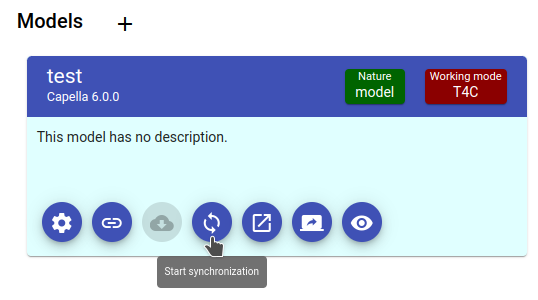 Models +
test
Capella 6.0.0
Nature
model
Working mode
T4C
This model has no description.
Start synchronization